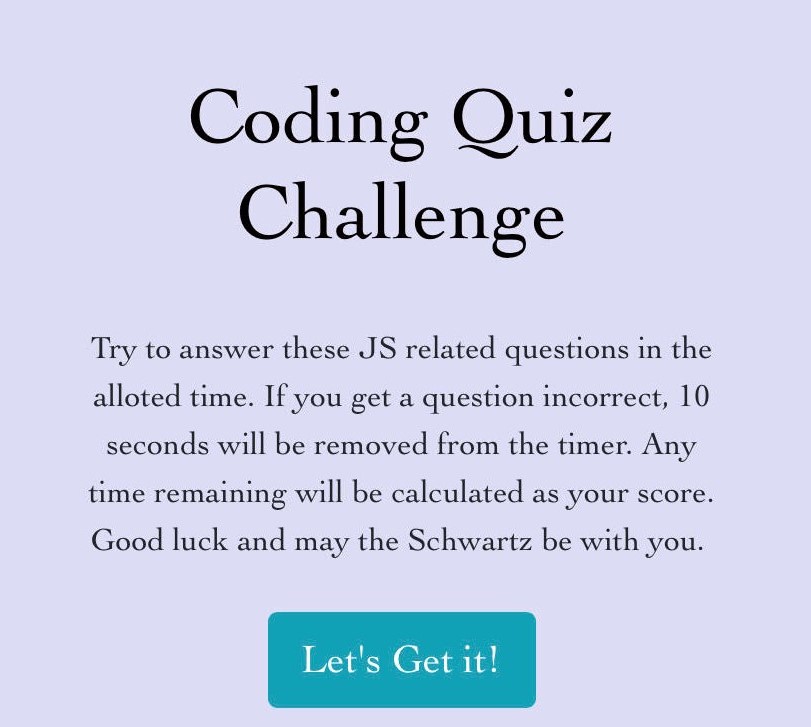 Coding Quiz
Challenge
Try to answer these JS related questions in the
alloted time. If you get a question incorrect, 10
seconds will be removed from the timer. Any
time remaining will be calculated as your score.
Good luck and may the Schwartz be with you.
Let's Get it!